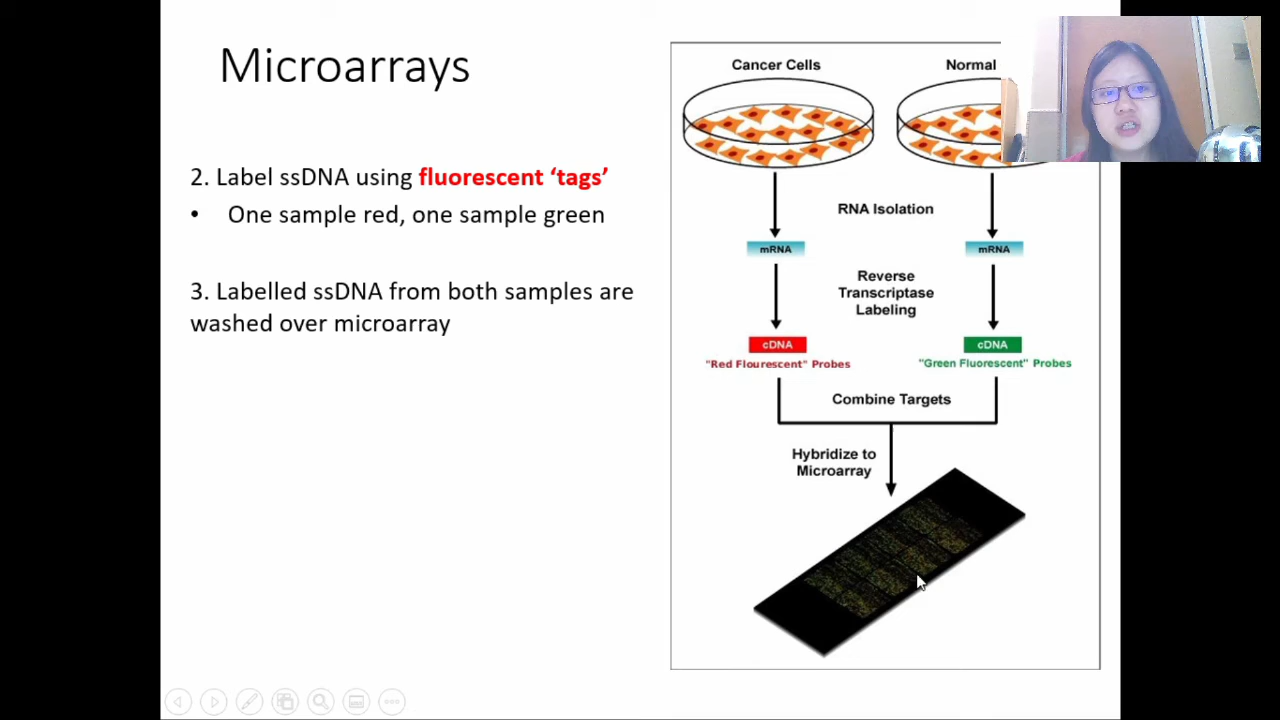 Microarrays
2. Label ssDNA using fluorescent ‘tags’
• One sample red, one sample green
3. Labelled ssDNA from both samples are
washed over microarray
Cancer Cells
Normal
RNA Isolation
mRNA
mRNA
Reverse
Transcriptase
Labeling
cDNA
cDNA
"Red Flourescent" Probes
"Green Fluorescent" Probes
Combine Targets
Hybridize to
Microarray